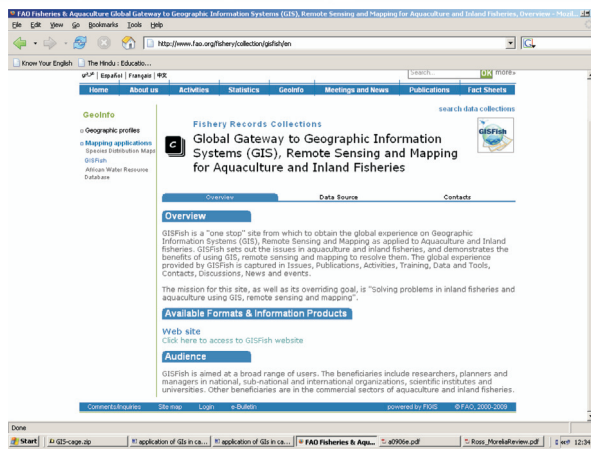 FAO Fisheries & Aquaculture Global Gateway to Geographic Information Systems (GIS), Remote Sensing and Mapping for Aquaculture and Inland Fisheries, Overview - Mozil
File Edit View Go Bookmarks Tools Help
http://www.fao.org/fishery/collection/gisfish/en
Know Your English The Hindu : Educatio...
Español | Français | 中文
Search... OK more»
Home About us Activities Statistics GeoInfo Meetings and News Publications Fact Sheets
search data collections
GeoInfo
Geographic profiles
Mapping applications
Species Distribution Maps
GISFish
African Water Resource
Database
Fishery Records Collections
Global Gateway to Geographic Information
Systems (GIS), Remote Sensing and Mapping
for Aquaculture and Inland Fisheries
C
GISFish
Overview Data Source Contacts
Overview
GISFish is a "one stop" site from which to obtain the global experience on Geographic
Information Systems (GIS), Remote Sensing and Mapping as applied to Aquaculture and Inland
fisheries. GISFish sets out the issues in aquaculture and inland fisheries, and demonstrates the
benefits of using GIS, remote sensing and mapping to resolve them. The global experience
provided by GISFish is captured in Issues, Publications, Activities, Training, Data and Tools,
Contacts, Discussions, News and events.
The mission for this site, as well as its overriding goal, is "Solving problems in inland fisheries and
aquaculture using GIS, remote sensing and mapping".
Available Formats & Information Products
Web site
Click here to access to GISFish website
Audience
GISFish is aimed at a broad range of users. The beneficiaries include researchers, planners and
managers in national, sub-national and international organizations, scientific institutes and
universities. Other beneficiaries are in the commercial sectors of aquaculture and inland fisheries.
Comments/Inquiries Site map Login e-Bulletin powered by FIGIS © FAO, 2000-2009
Done
Start GIS-cage.zip application of GIs in ca... application of GIs in ca... FAO Fisheries & Aqu... a0906e.pdf Ross_MoreliaReview.pdf 12:34